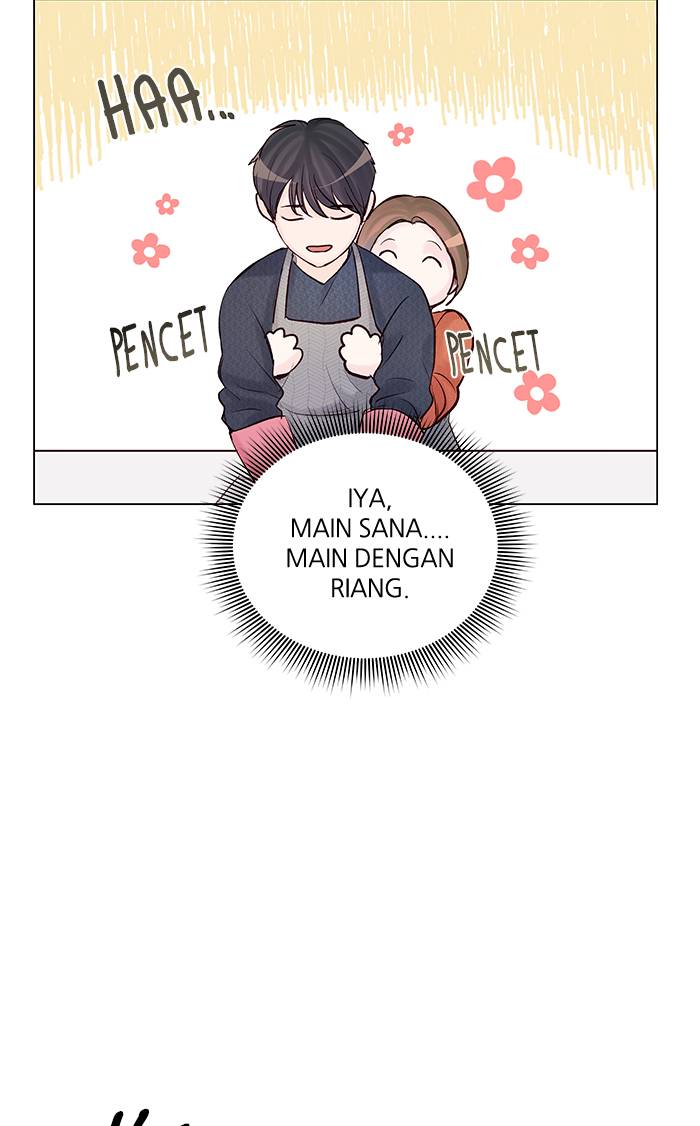 HAA...
PENCET
PENCET
IYA,
MAIN SANA....
MAIN DENGAN
RIANG.